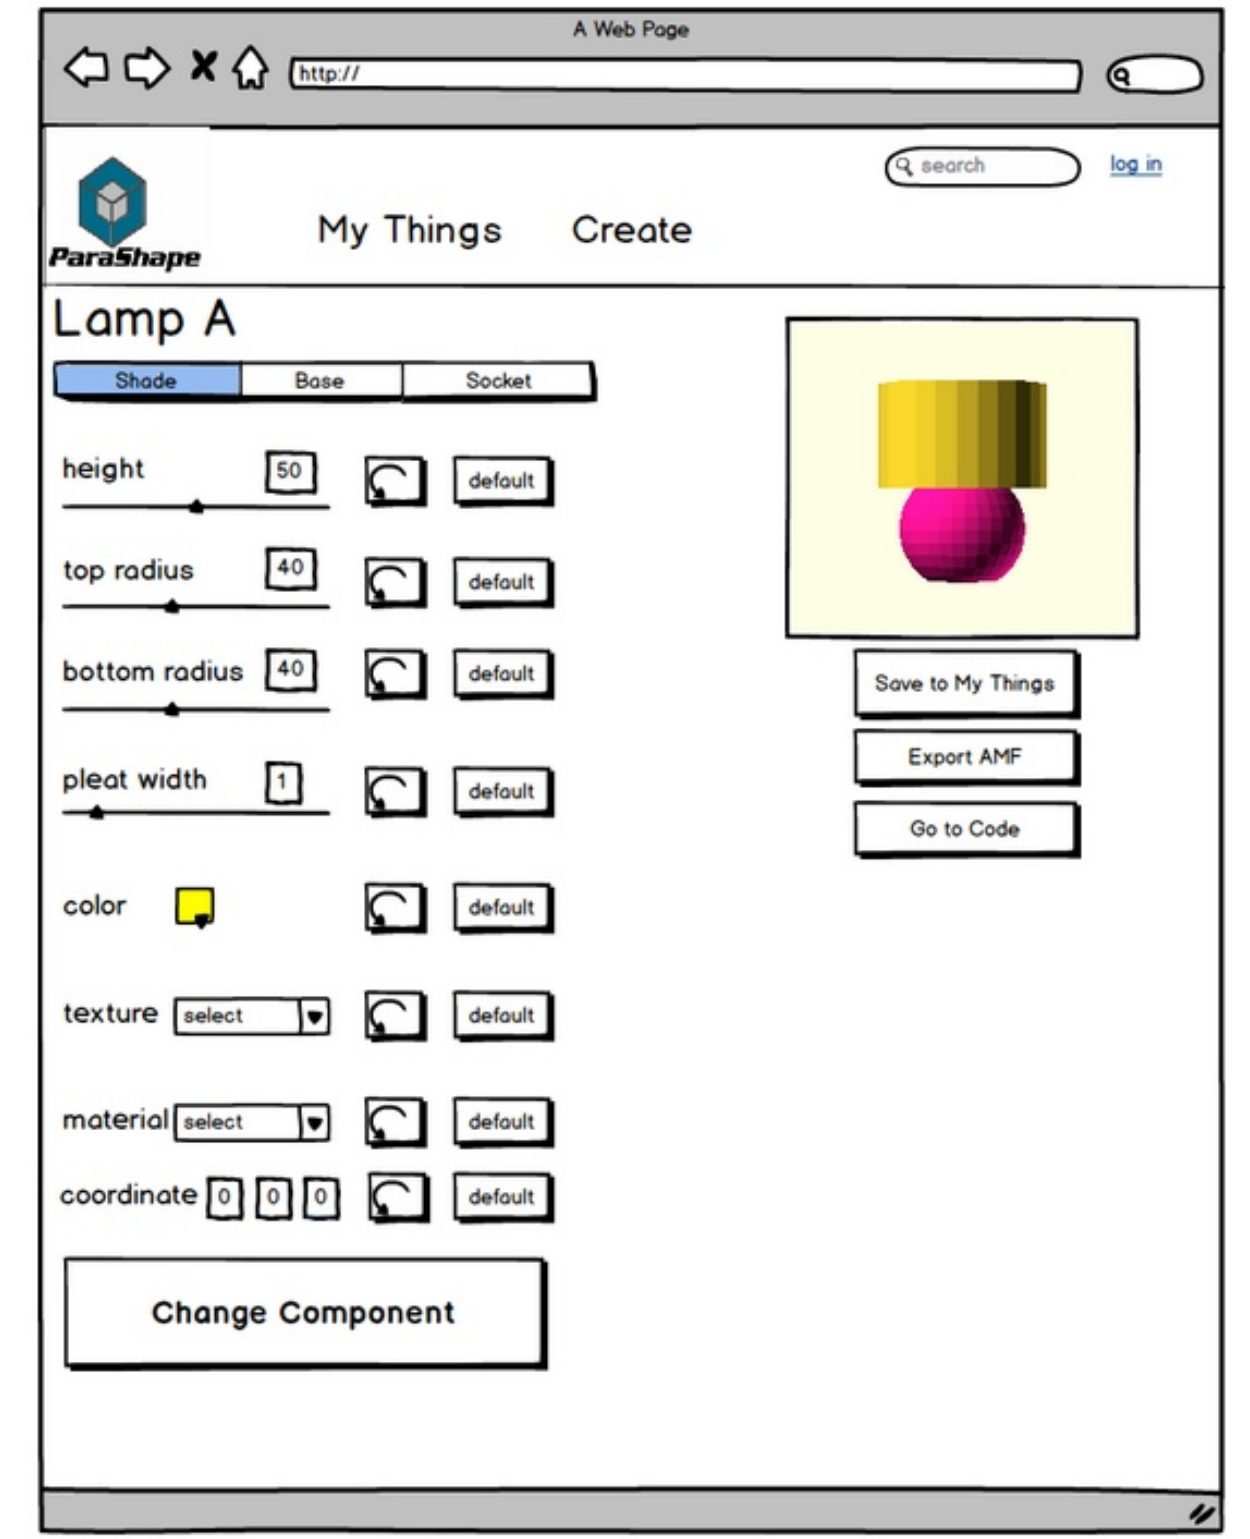 A Web Page
http://
search
log in
ParaShape
My Things
Create
Lamp A
Shade
Base
Socket
height
50
default
top radius
40
default
bottom radius
40
default
pleat width
1
default
color
default
texture
select
default
material
select
default
coordinate
0
0
0
default
Change Component
Save to My Things
Export AMF
Go to Code